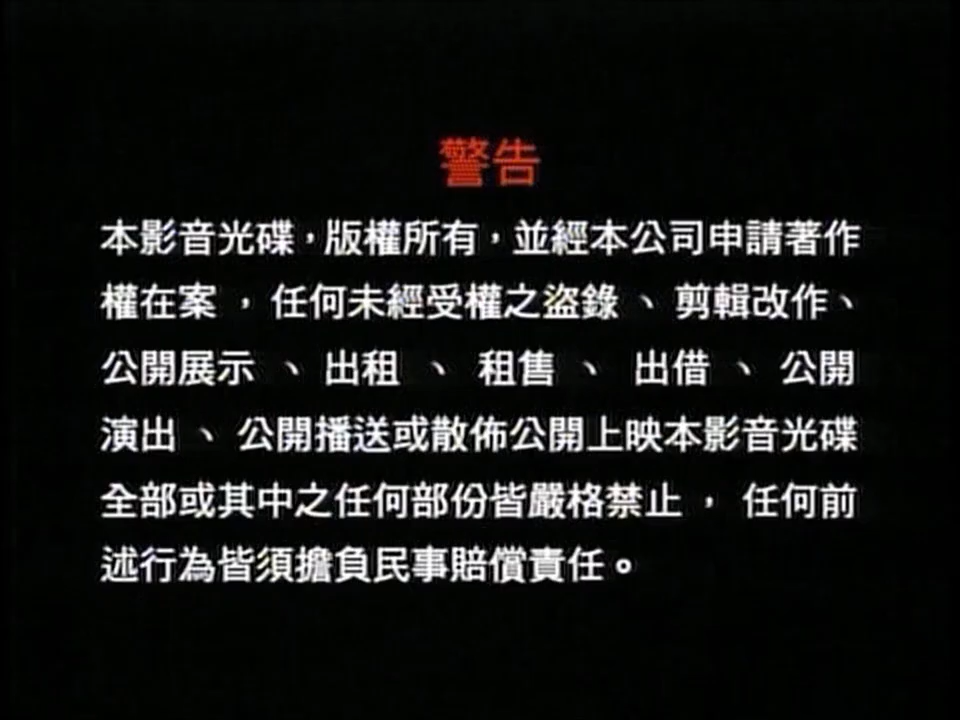 警告
本影音光碟，版權所有，並經本公司申請著作
權在案，任何未經受權之盜錄、剪輯改作、
公開展示、出租、租售、出借、公開
演出、公開播送或散佈公開上映本影音光碟
全部或其中之任何部份皆嚴格禁止，任何前
述行為皆須擔負民事賠償責任。